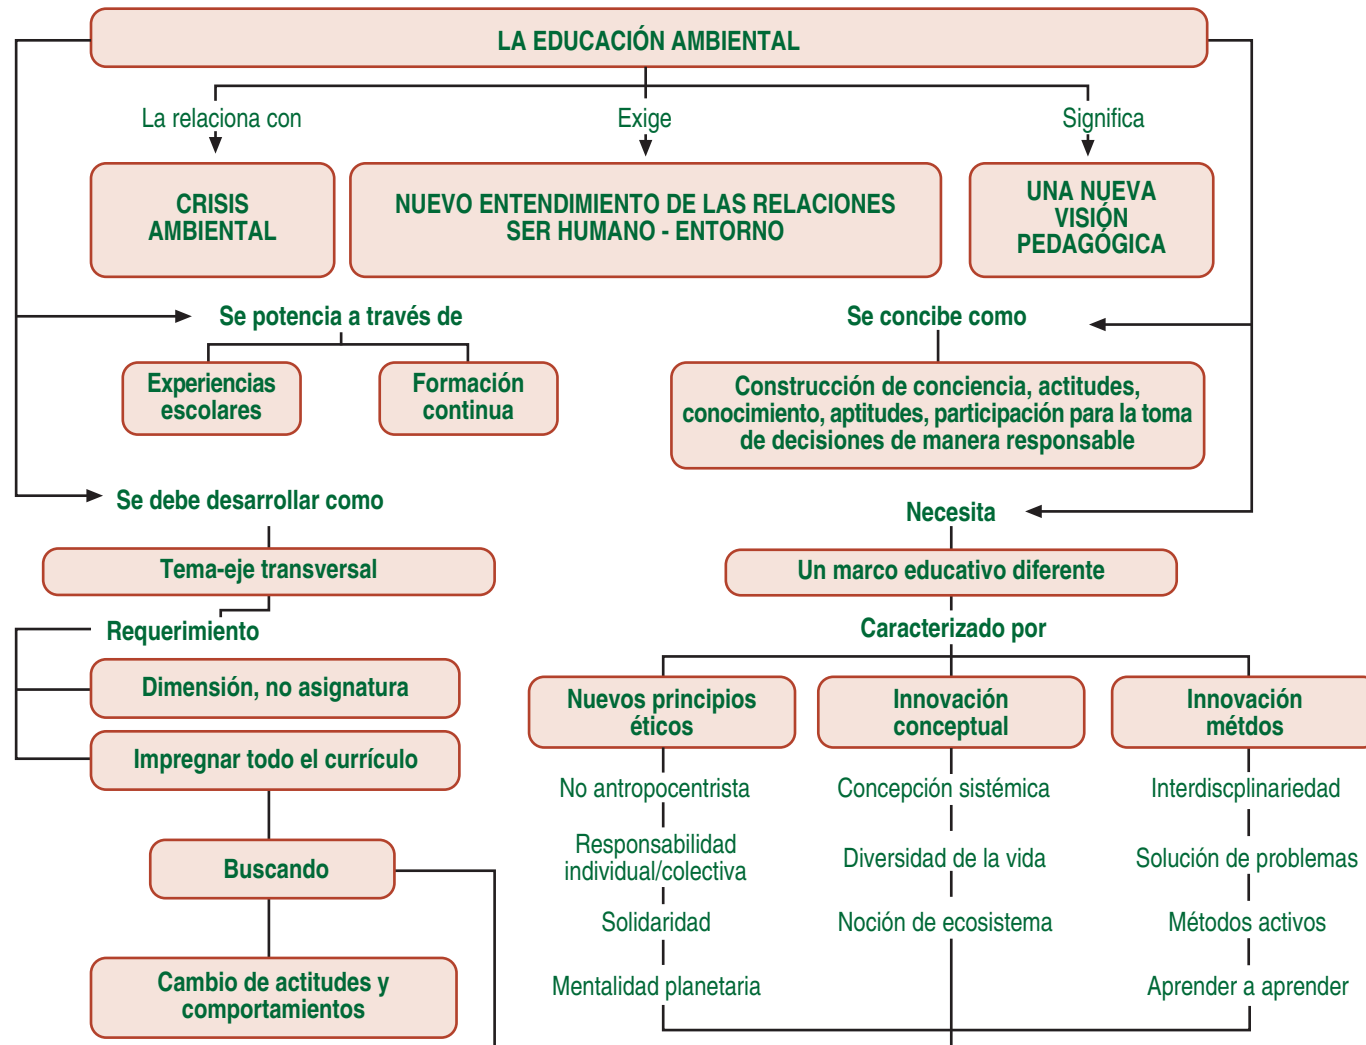 LA EDUCACIÓN AMBIENTAL
La relaciona con
Exige
Significa
CRISIS
AMBIENTAL
NUEVO ENTENDIMIENTO DE LAS RELACIONES
SER HUMANO - ENTORNO
UNA NUEVA
VISIÓN
PEDAGÓGICA
Se potencia a través de
Experiencias
escolares
Formación
continua
Se concibe como
Construcción de conciencia, actitudes,
conocimiento, aptitudes, participación para la toma
de decisiones de manera responsable
Se debe desarrollar como
Tema-eje transversal
Requerimiento
Dimensión, no asignatura
Impregnar todo el currículo
Buscando
Cambio de actitudes y
comportamientos
Necesita
Un marco educativo diferente
Caracterizado por
Nuevos principios
éticos
No antropocentrista
Responsabilidad
individual/colectiva
Solidaridad
Mentalidad planetaria
Innovación
conceptual
Concepción sistémica
Diversidad de la vida
Noción de ecosistema
Innovación
métdos
Interdiscplinariedad
Solución de problemas
Métodos activos
Aprender a aprender